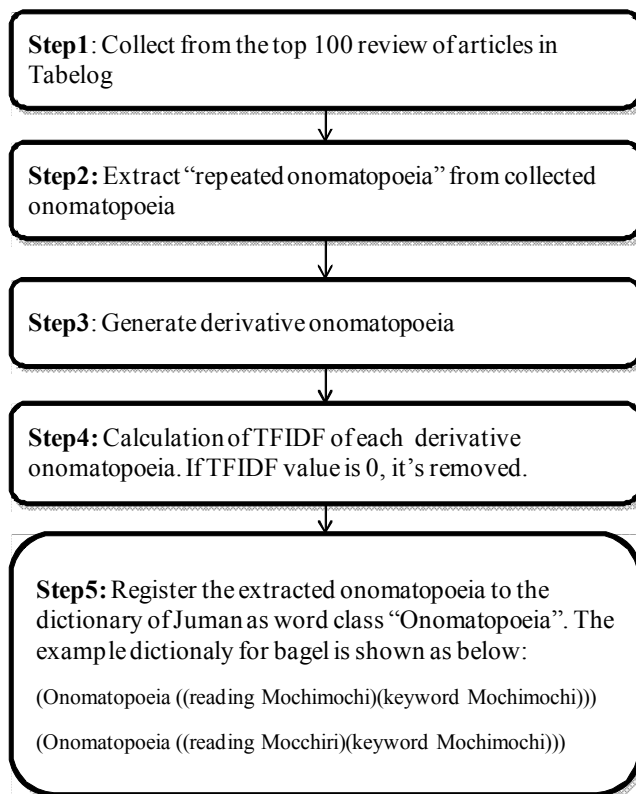 Step1: Collect from the top 100 review of articles in
Tabelog
Step2: Extract “repeated onomatopoeia” from collected
onomatopoeia
Step3: Generate derivative onomatopoeia
Step4: Calculation of TFIDF of each derivative
onomatopoeia. If TFIDF value is 0, it’s removed.
Step5: Register the extracted onomatopoeia to the
dictionary of Juman as word class “Onomatopoeia”. The
example dictionaly for bagel is shown as below:
(Onomatopoeia ((reading Mochimochi)(keyword Mochimochi)))
(Onomatopoeia ((reading Mocchiri)(keyword Mochimochi)))